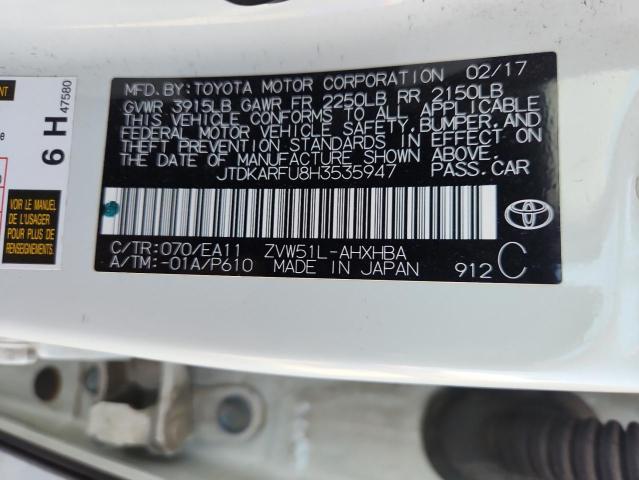 MFD.BY:TOYOTA MOTOR CORPORATION 02/17
GVWR 3915LB GAWR FR 2250LB RR 2150LB
THIS VEHICLE CONFORMS TO ALL APPLICABLE
FEDERAL MOTOR VEHICLE SAFETY,BUMPER,AND
THEFT PREVENTION STANDARDS IN EFFECT ON
THE DATE OF MANUFACTURE SHOWN ABOVE.
JTDKARFU8H3535947 PASS.CAR
C/TR:070/EA11 ZVW51L-AHXHBA
A/TM:-01A/P610 MADE IN JAPAN 912 C
6 H 47580
VOIR LE MANUEL
DE L'USAGER
POUR PLUS DE
RENSEIGNEMENTS